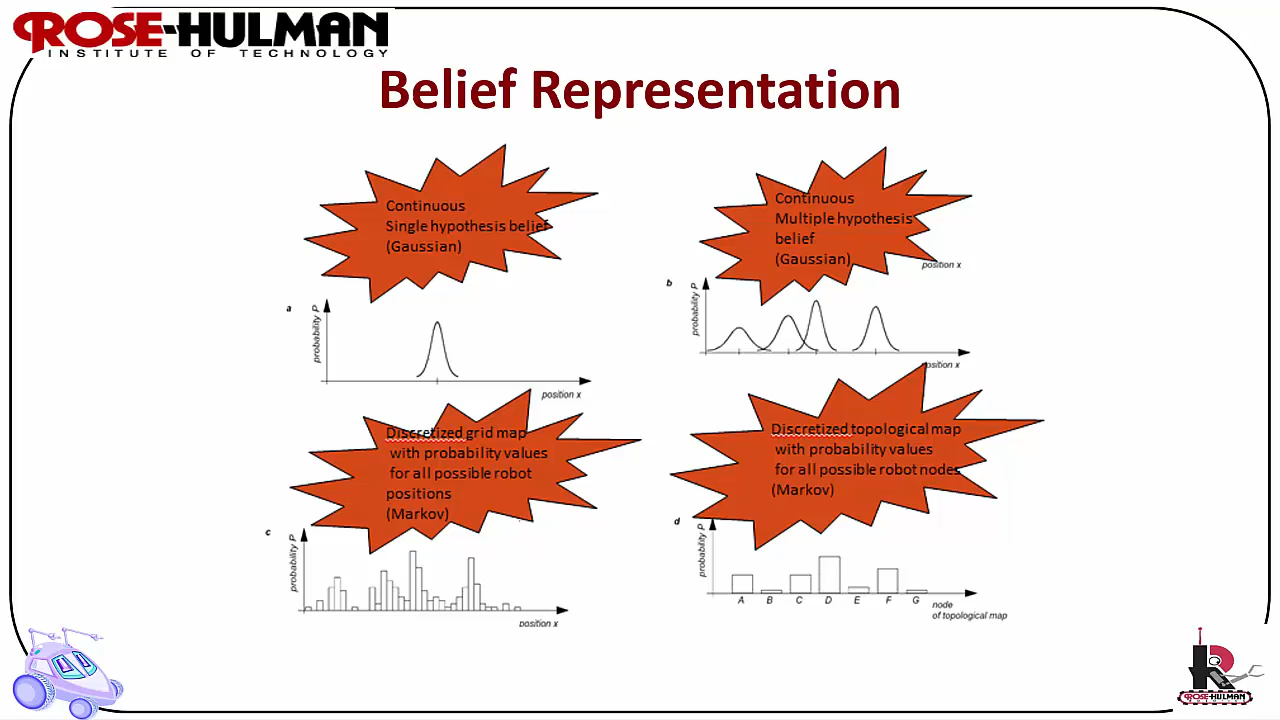 ROSE-HULMAN
INSTITUTE OF TECHNOLOGY
Belief Representation
Continuous
Single hypothesis belief
(Gaussian)
a
probability P
position x
Continuous
Multiple hypothesis
belief
(Gaussian)
position x
b
probability P
position x
Discretized grid map
with probability values
for all possible robot
positions
(Markov)
c
probability P
position x
Discretized topological map
with probability values
for all possible robot nodes
(Markov)
d
probability P
A B C D E F G
node
of topological map
ROSE-HULMAN